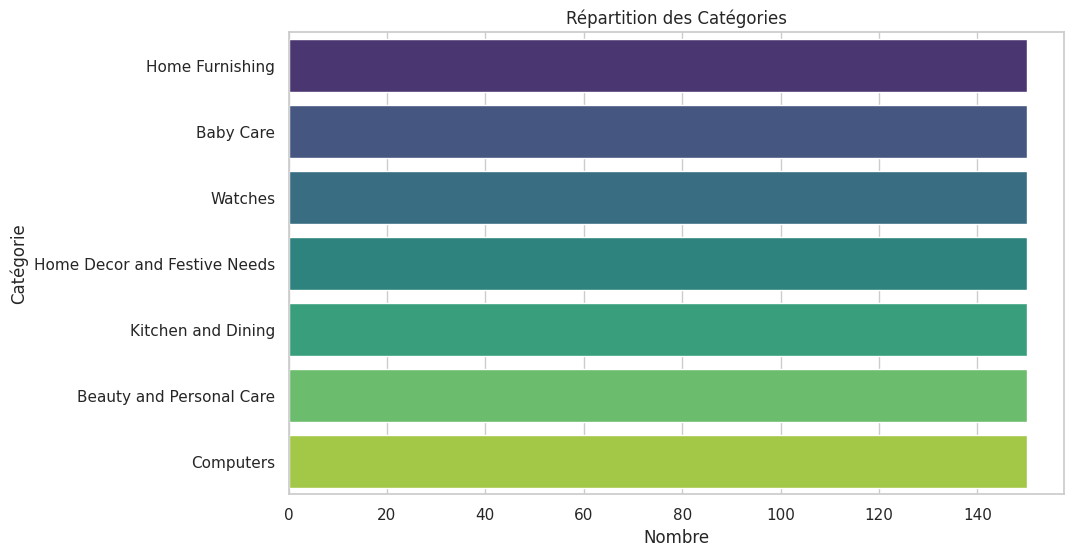 Répartition des Catégories
Catégorie
Home Furnishing
Baby Care
Watches
Home Decor and Festive Needs
Kitchen and Dining
Beauty and Personal Care
Computers
0 20 40 60 80 100 120 140
Nombre